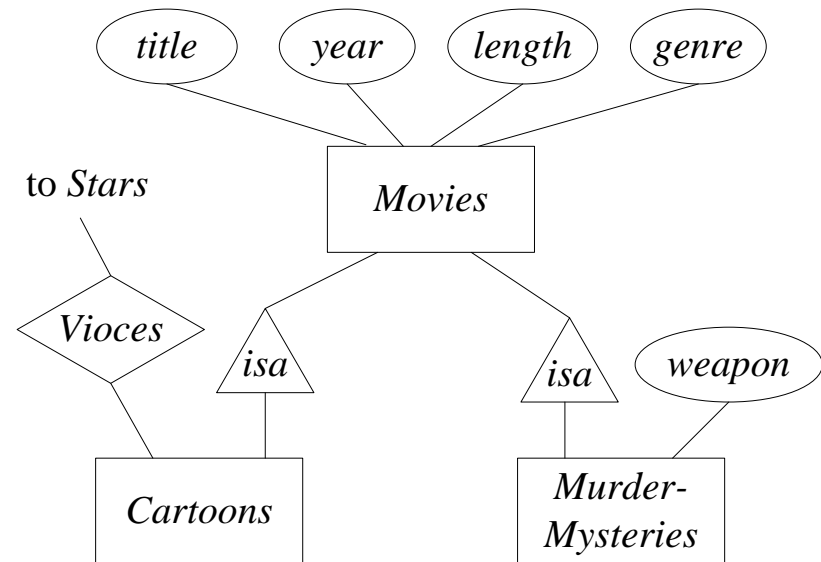 title year length genre
to Stars
Movies
Vioces
isa
isa
weapon
Cartoons
Murder-
Mysteries